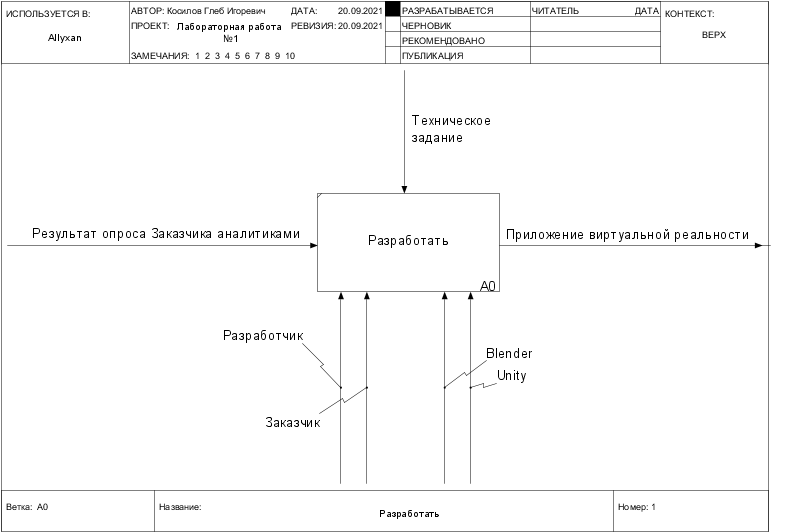 ИСПОЛЬЗУЕТСЯ В:
Allyxan
АВТОР: Косилов Глеб Игоревич
ДАТА: 20.09.2021
ПРОЕКТ: Лабораторная работа
№1
РЕВИЗИЯ: 20.09.2021
ЗАМЕЧАНИЯ: 1 2 3 4 5 6 7 8 9 10
РАЗРАБАТЫВАЕТСЯ
ЧЕРНОВИК
РЕКОМЕНДОВАНО
ПУБЛИКАЦИЯ
ЧИТАТЕЛЬ ДАТА
КОНТЕКСТ:
ВЕРХ
Техническое
задание
Результат опроса Заказчика аналитиками
Разработать
A0
Приложение виртуальной реальности
Разработчик
Заказчик
Blender
Unity
Ветка: A0
Название:
Разработать
Номер: 1